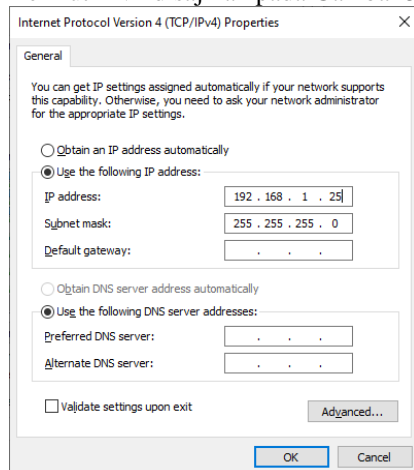 Internet Protocol Version 4 (TCP/IPv4) Properties
General
You can get IP settings assigned automatically if your network supports
this capability. Otherwise, you need to ask your network administrator
for the appropriate IP settings.
Obtain an IP address automatically
Use the following IP address:
IP address: 192 . 168 . 1 . 25
Subnet mask: 255 . 255 . 255 . 0
Default gateway: . . .
Obtain DNS server address automatically
Use the following DNS server addresses:
Preferred DNS server: . . .
Alternate DNS server: . . .
Validate settings upon exit
Advanced...
OK Cancel